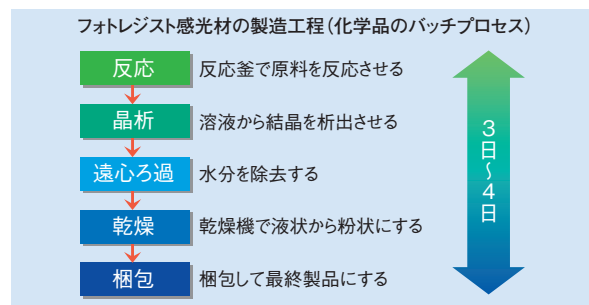 フォトレジスト感光材の製造工程(化学品のバッチプロセス)
反応
反応釜で原料を反応させる
晶析
溶液から結晶を析出させる
遠心ろ過
水分を除去する
乾燥
乾燥機で液状から粉状にする
梱包
梱包して最終製品にする
3日〜4日